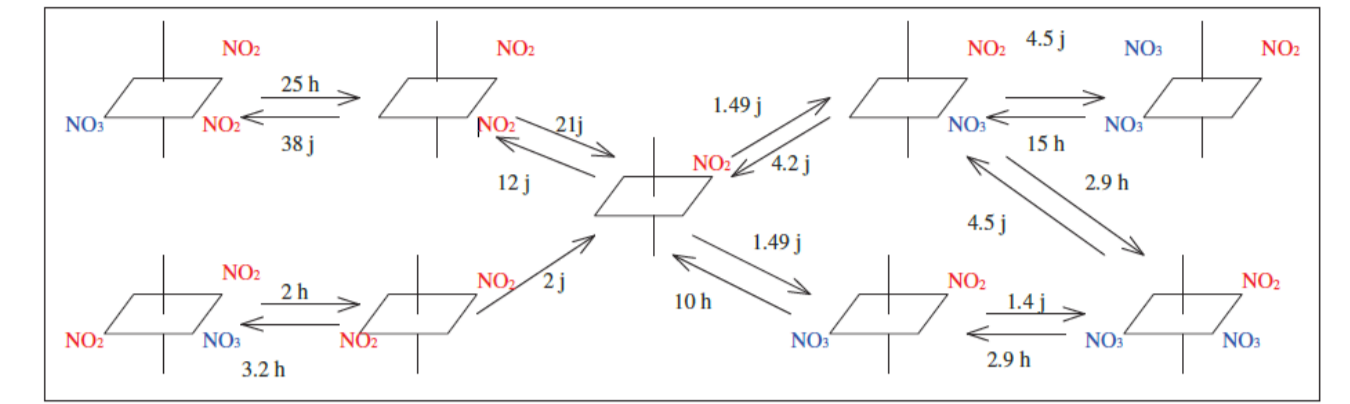 NO₂ NO₂ NO₂ 4.5 j NO₃ NO₂
25 h 1.49 j
NO₃ NO₂ NO₂ 21j NO₃ NO₃
38 j 15 h
NO₂ 4.2 j
12 j 2.9 h
4.5 j
1.49 j
NO₂ 2 h NO₂ 2 j NO₂ NO₂
10 h 1.4 j
NO₂ NO₃ NO₂ NO₃ NO₃ NO₃
3.2 h 2.9 h